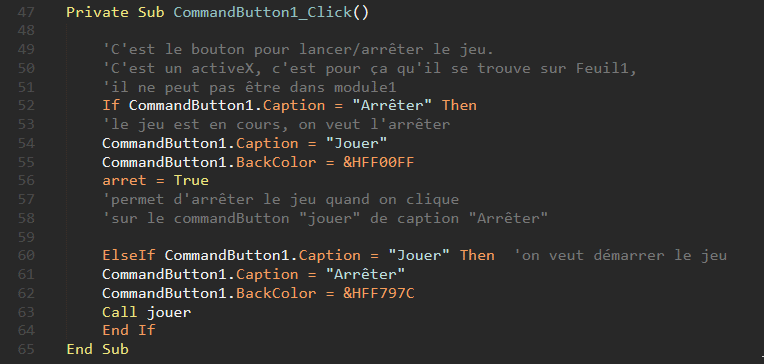 47 Private Sub CommandButton1_Click()
48
49 'C'est le bouton pour lancer/arrêter le jeu.
50 'C'est un activeX, c'est pour ça qu'il se trouve sur Feuil1,
51 'il ne peut pas être dans module1
52 If CommandButton1.Caption = "Arrêter" Then
53 'le jeu est en cours, on veut l'arrêter
54 CommandButton1.Caption = "Jouer"
55 CommandButton1.BackColor = &HFF00FF
56 arret = True
57 'permet d'arrêter le jeu quand on clique
58 'sur le commandButton "jouer" de caption "Arrêter"
59
60 ElseIf CommandButton1.Caption = "Jouer" Then  'on veut démarrer le jeu
61 CommandButton1.Caption = "Arrêter"
62 CommandButton1.BackColor = &HFF797C
63 Call jouer
64 End If
65 End Sub